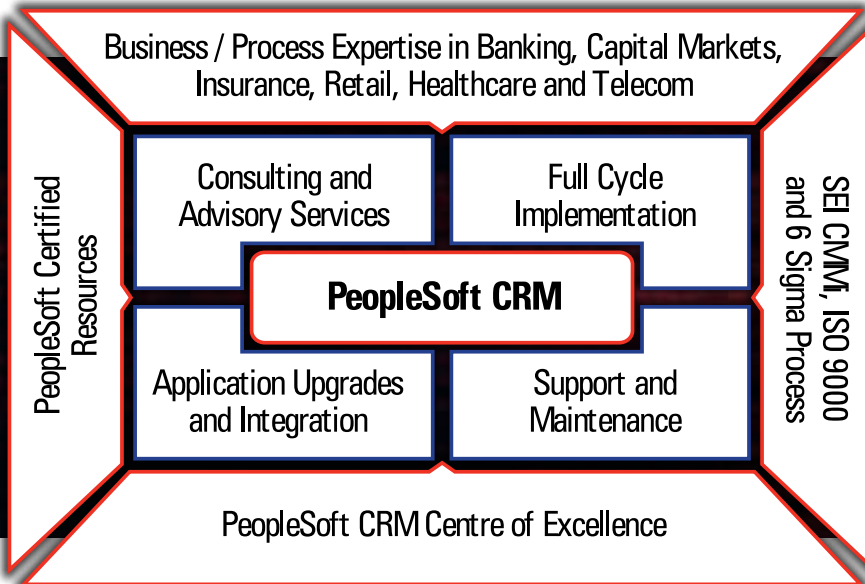 Business / Process Expertise in Banking, Capital Markets,
Insurance, Retail, Healthcare and Telecom
PeopleSoft Certified
Resources
Consulting and
Advisory Services
Full Cycle
Implementation
PeopleSoft CRM
Application Upgrades
and Integration
Support and
Maintenance
SEI CMMi, ISO 9000
and 6 Sigma Process
PeopleSoft CRM Centre of Excellence